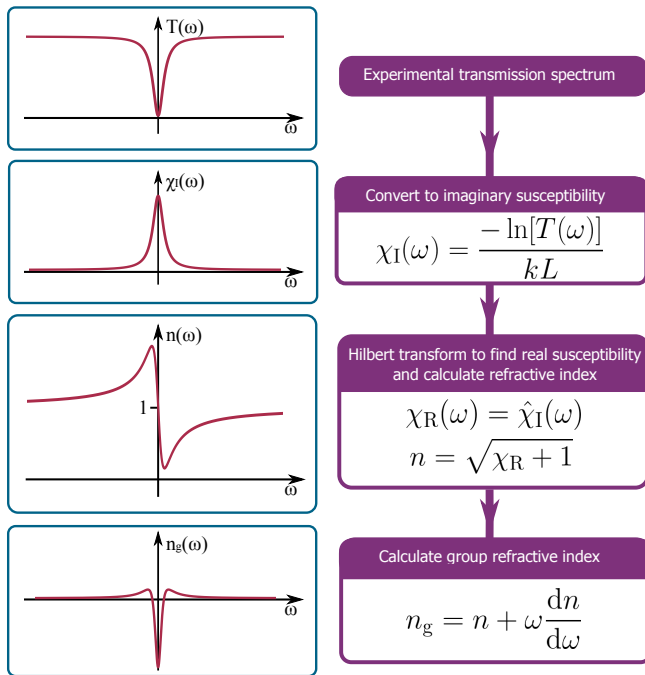 T(ω)
ω
Experimental transmission spectrum
χI(ω)
ω
Convert to imaginary susceptibility
χI(ω) = −ln[T(ω)] / kL
n(ω)
1
ω
Hilbert transform to find real susceptibility
and calculate refractive index
χR(ω) = χ̂I(ω)
n = √(χR + 1)
ng(ω)
ω
Calculate group refractive index
ng = n + ω dn/dω